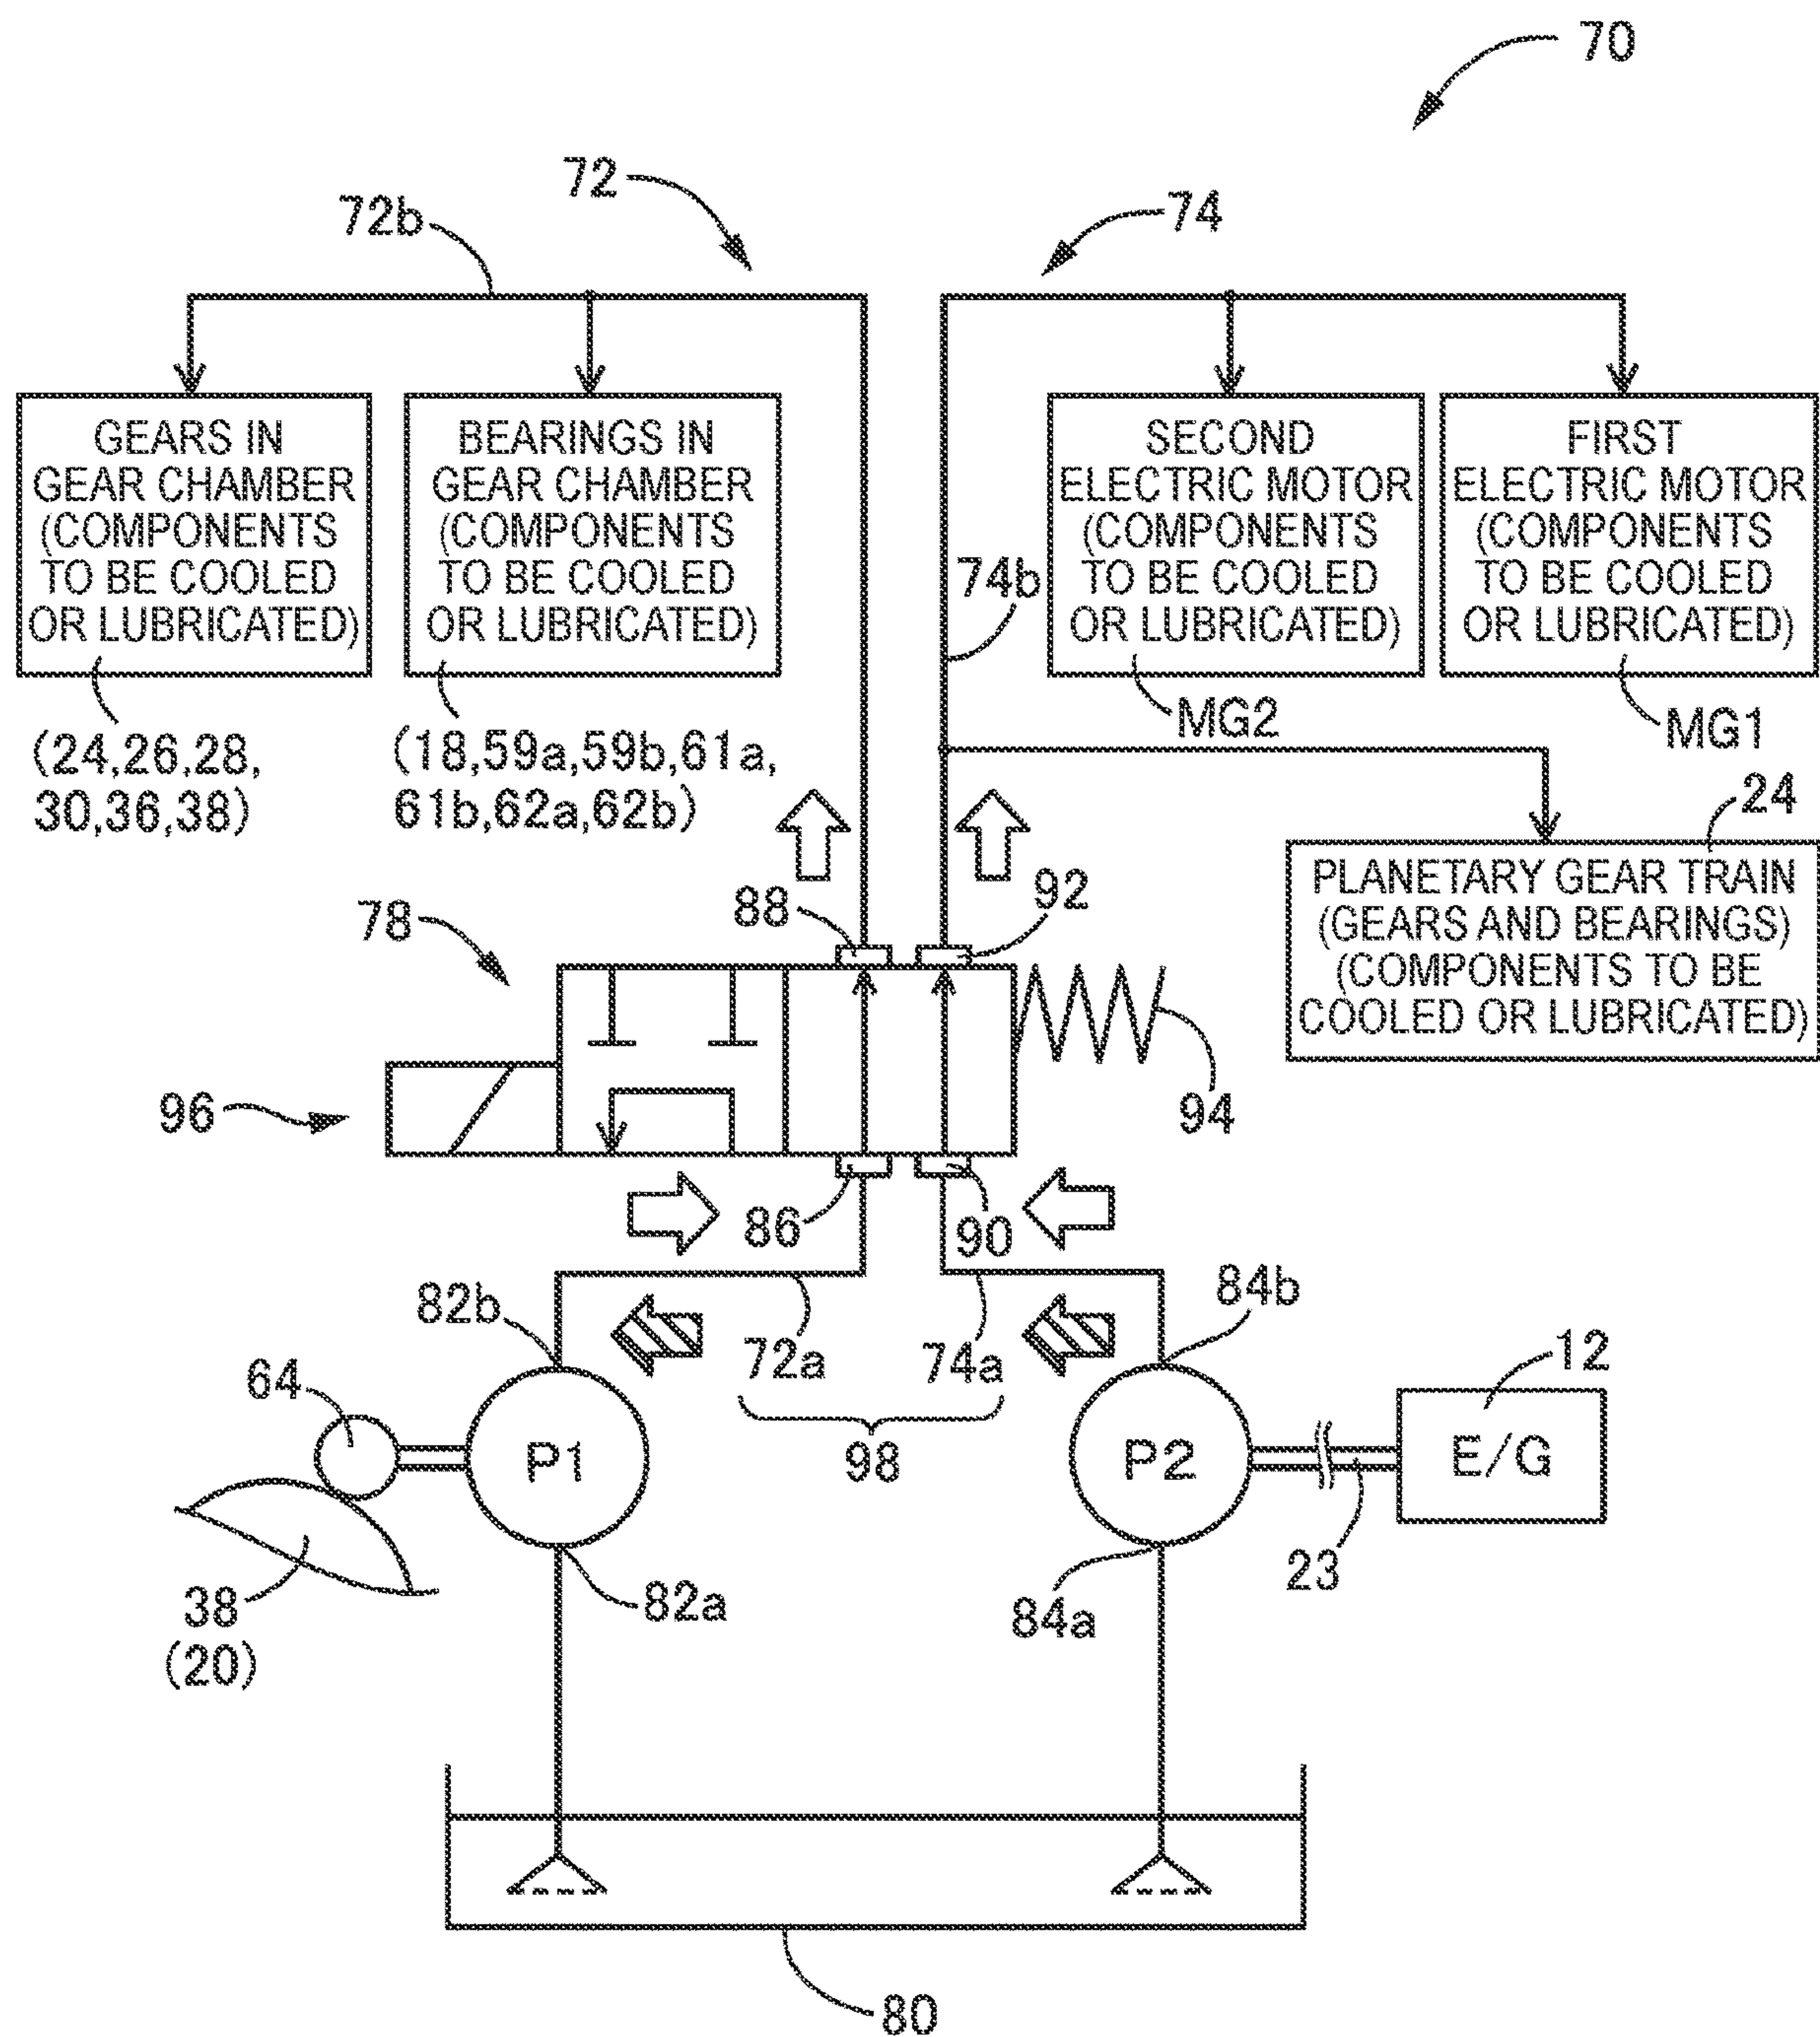 70
72
72b
74
GEARS IN
GEAR CHAMBER
(COMPONENTS
TO BE COOLED
OR LUBRICATED)
BEARINGS IN
GEAR CHAMBER
(COMPONENTS
TO BE COOLED
OR LUBRICATED)
SECOND
ELECTRIC MOTOR
(COMPONENTS
TO BE COOLED
OR LUBRICATED)
FIRST
ELECTRIC MOTOR
(COMPONENTS
TO BE COOLED
OR LUBRICATED)
74b
(24,26,28,
30,36,38)
(18,59a,59b,61a,
61b,62a,62b)
MG2
MG1
24
PLANETARY GEAR TRAIN
(GEARS AND BEARINGS)
(COMPONENTS TO BE
COOLED OR LUBRICATED)
88
92
78
96
94
86
90
82b
84b
72a
74a
98
64
12
P1
P2
E/G
23
38
(20)
82a
84a
80